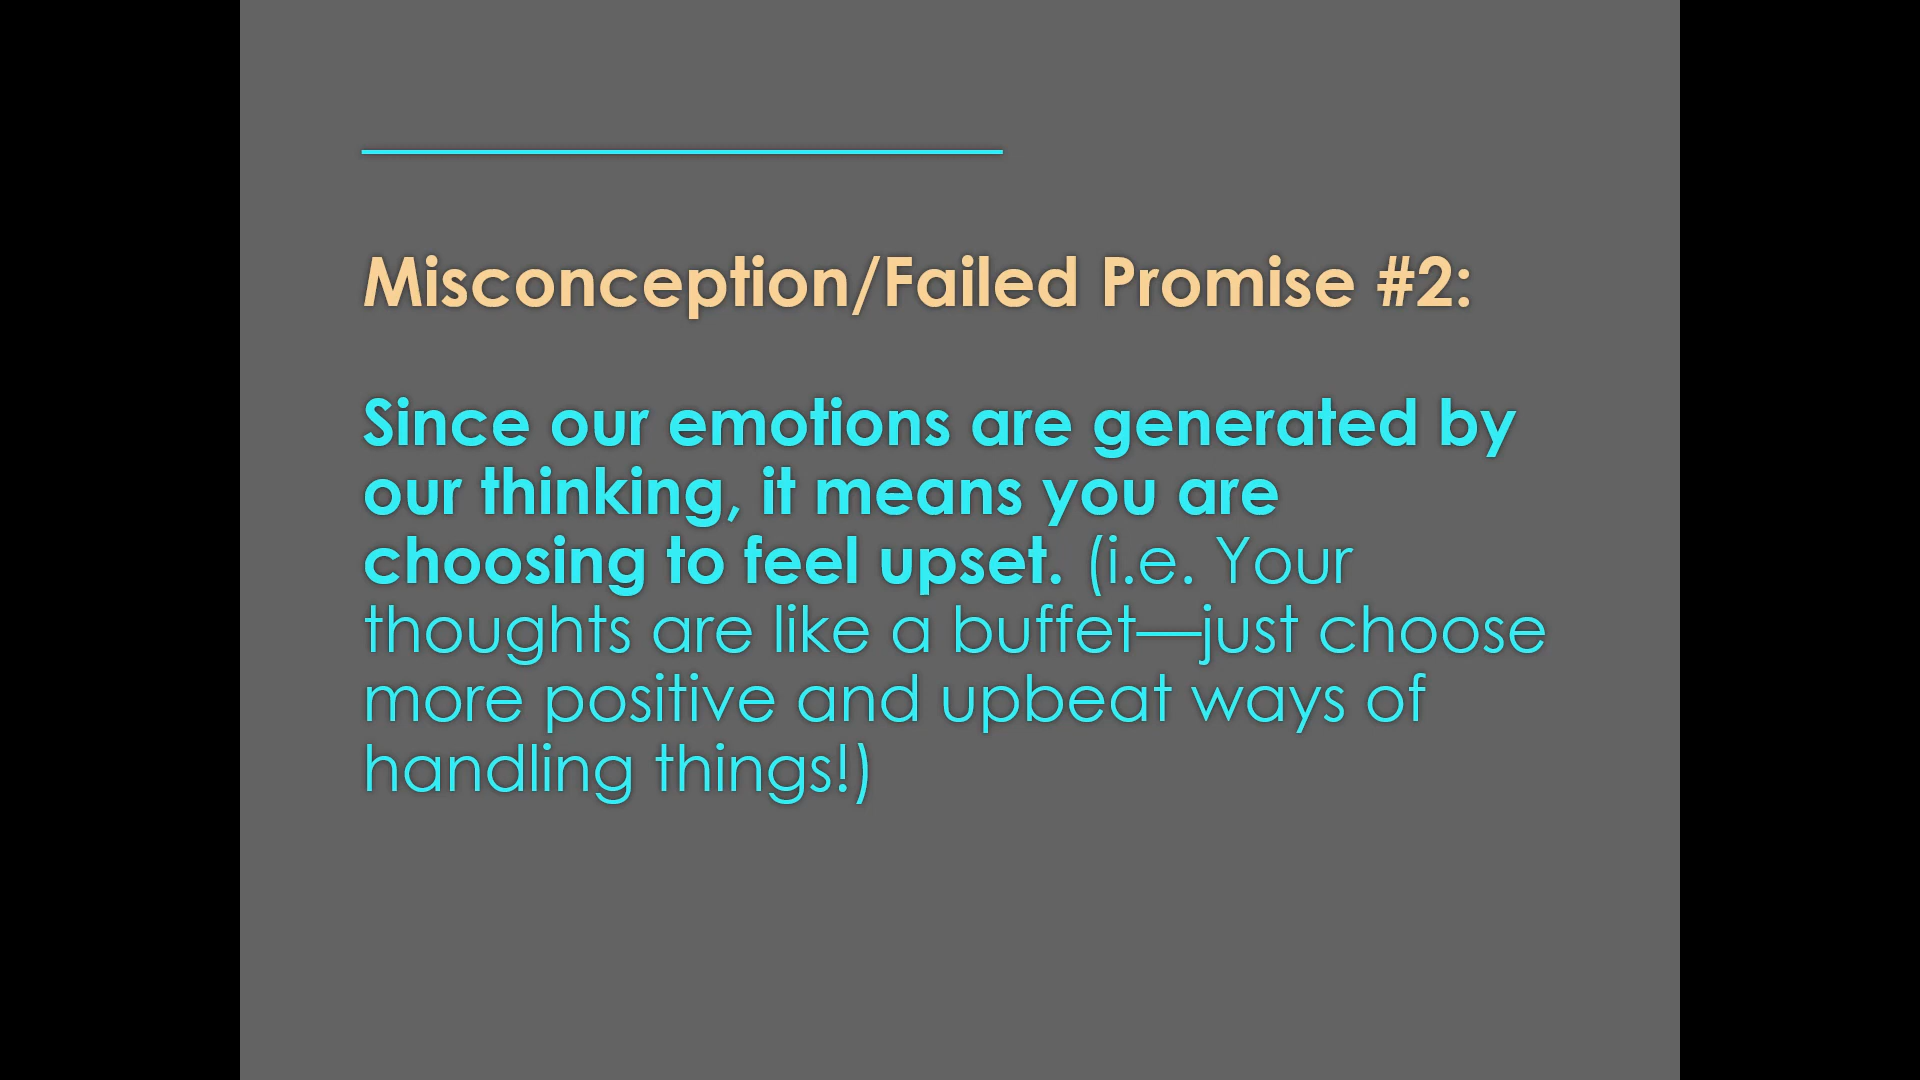 Misconception/Failed Promise #2:
Since our emotions are generated by
our thinking, it means you are
choosing to feel upset. (i.e. Your
thoughts are like a buffet—just choose
more positive and upbeat ways of
handling things!)